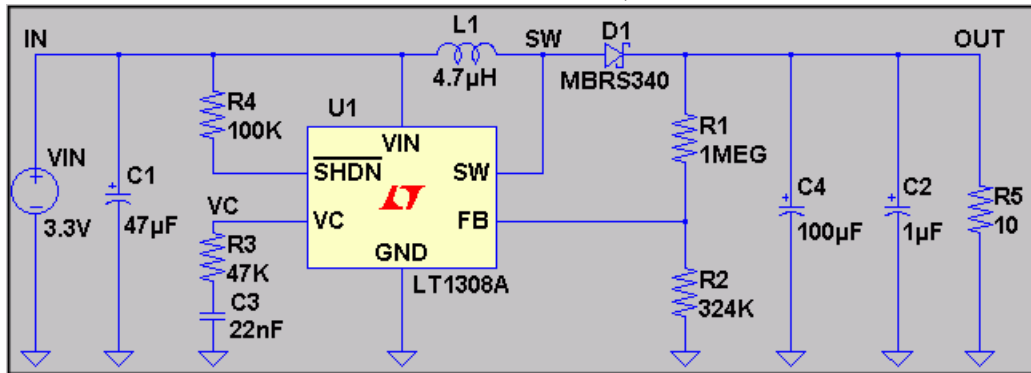 IN
L1
SW
D1
OUT
4.7µH
MBRS340
R4
100K
U1
VIN
SHDN
SW
VC
FB
GND
LT1308A
R1
1MEG
VIN
3.3V
C1
47µF
VC
R3
47K
C3
22nF
R2
324K
C4
100µF
C2
1µF
R5
10